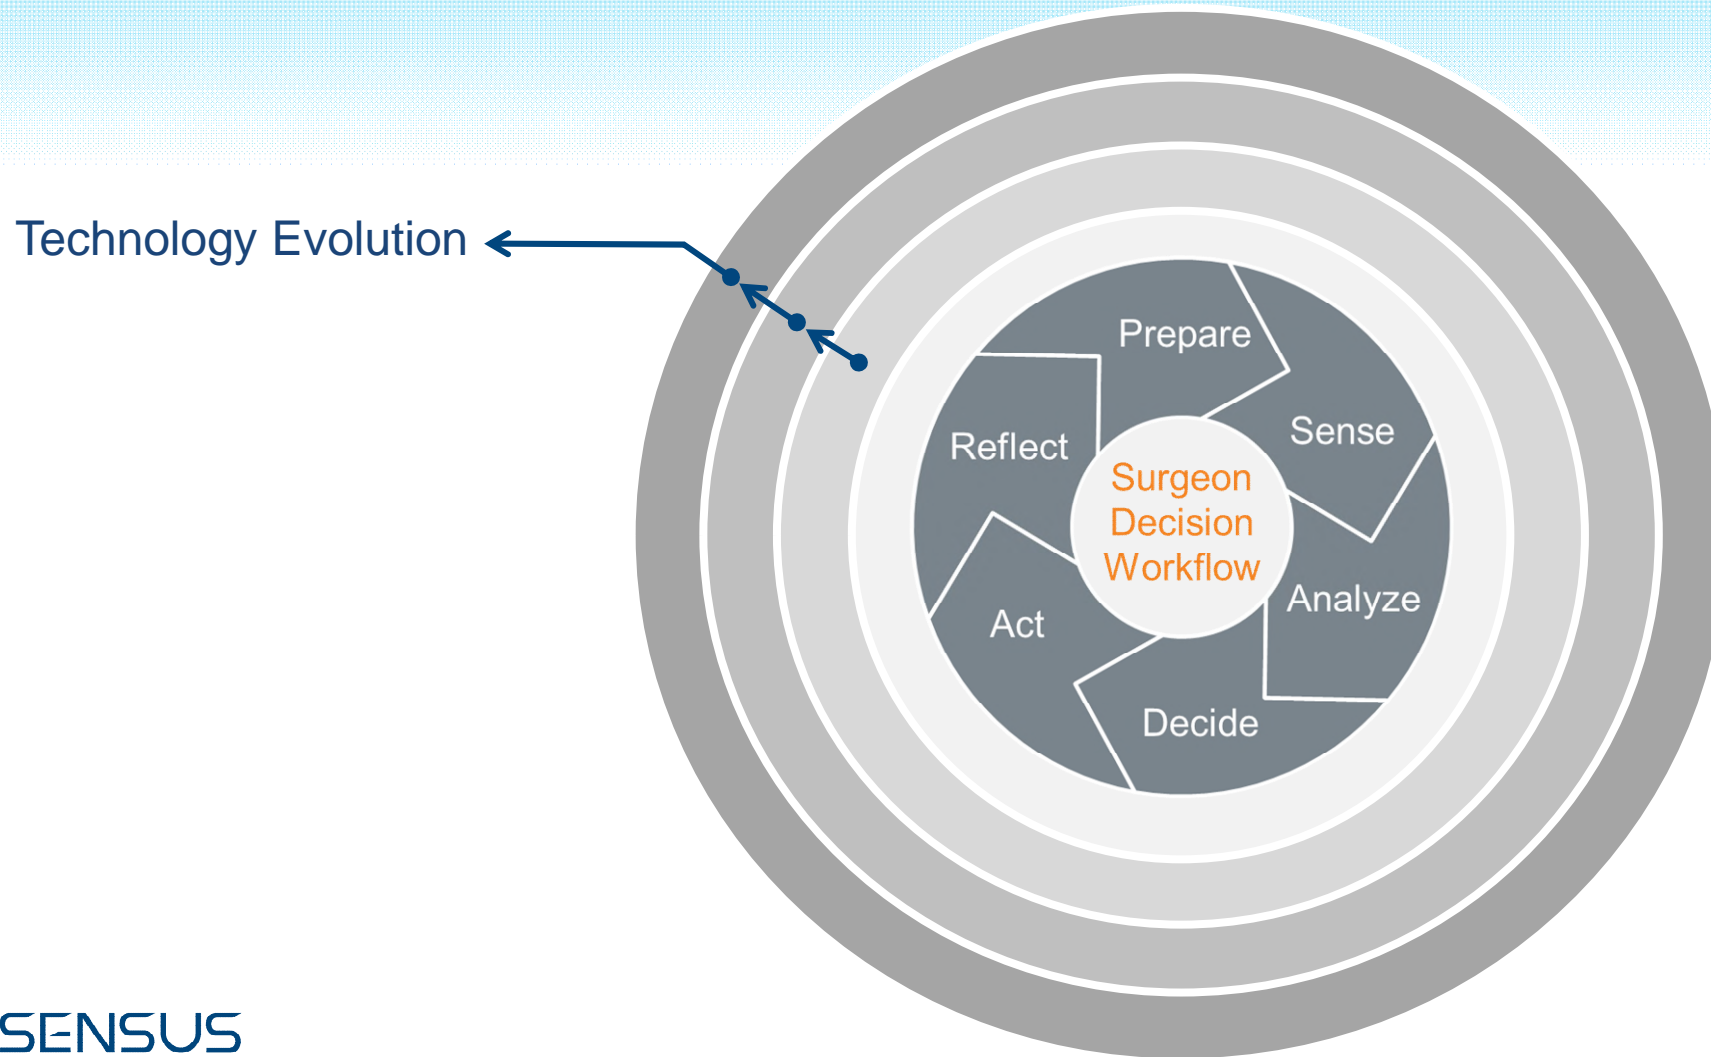 Technology Evolution
Prepare
Sense
Analyze
Decide
Act
Reflect
Surgeon
Decision
Workflow
SENSUS